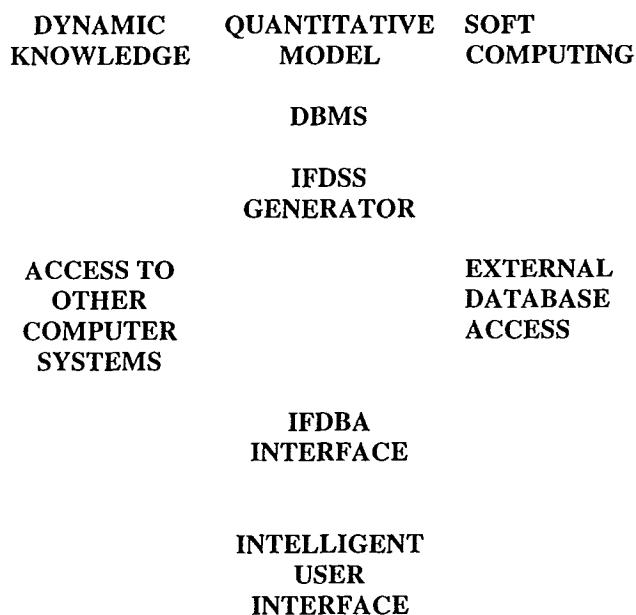 DYNAMIC
KNOWLEDGE
QUANTITATIVE
MODEL
SOFT
COMPUTING
DBMS
IFDSS
GENERATOR
ACCESS TO
OTHER
COMPUTER
SYSTEMS
EXTERNAL
DATABASE
ACCESS
IFDBA
INTERFACE
INTELLIGENT
USER
INTERFACE